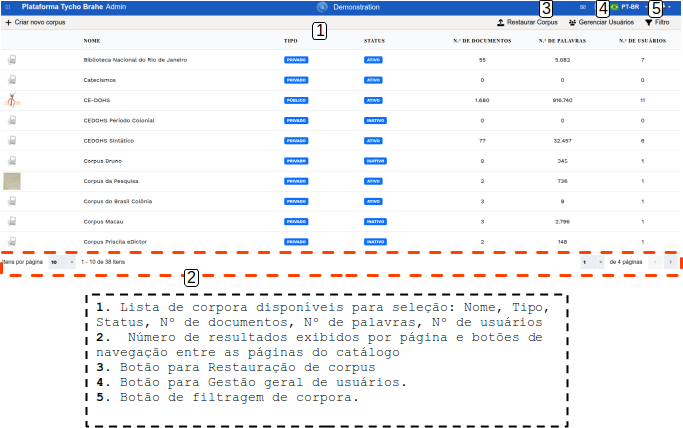 Plataforma Tycho Brahe Admin Demonstration PT-BR
3 4 5
+ Criar novo corpus Restaurar Corpus Gerenciar Usuários Filtro
1
NOME TIPO STATUS N.º DE DOCUMENTOS N.º DE PALAVRAS N.º DE USUÁRIOS
Biblioteca Nacional do Rio de Janeiro PRIVADO ATIVO 55 5.082 7
Catecismos PRIVADO ATIVO 0 0 0
CE-DOHS PÚBLICO ATIVO 1.680 916.740 11
CEDOHS Período Colonial PRIVADO INATIVO 0 0 0
CEDOHS Sintático PRIVADO ATIVO 77 32.457 6
Corpus Bruno PRIVADO INATIVO 9 345 1
Corpus da Pesquisa PRIVADO ATIVO 2 736 1
Corpus do Brasil Colônia PRIVADO ATIVO 3 8 1
Corpus Macau PRIVADO INATIVO 3 2.796 1
Corpus Priscila eDictor PRIVADO INATIVO 2 148 1
Itens por página 10 1 - 10 de 38 itens 1 de 4 páginas
2
1. Lista de corpora disponíveis para seleção: Nome, Tipo,
Status, Nº de documentos, Nº de palavras, Nº de usuários
2. Número de resultados exibidos por página e botões de
navegação entre as páginas do catálogo
3. Botão para Restauração de corpus
4. Botão para Gestão geral de usuários.
5. Botão de filtragem de corpora.